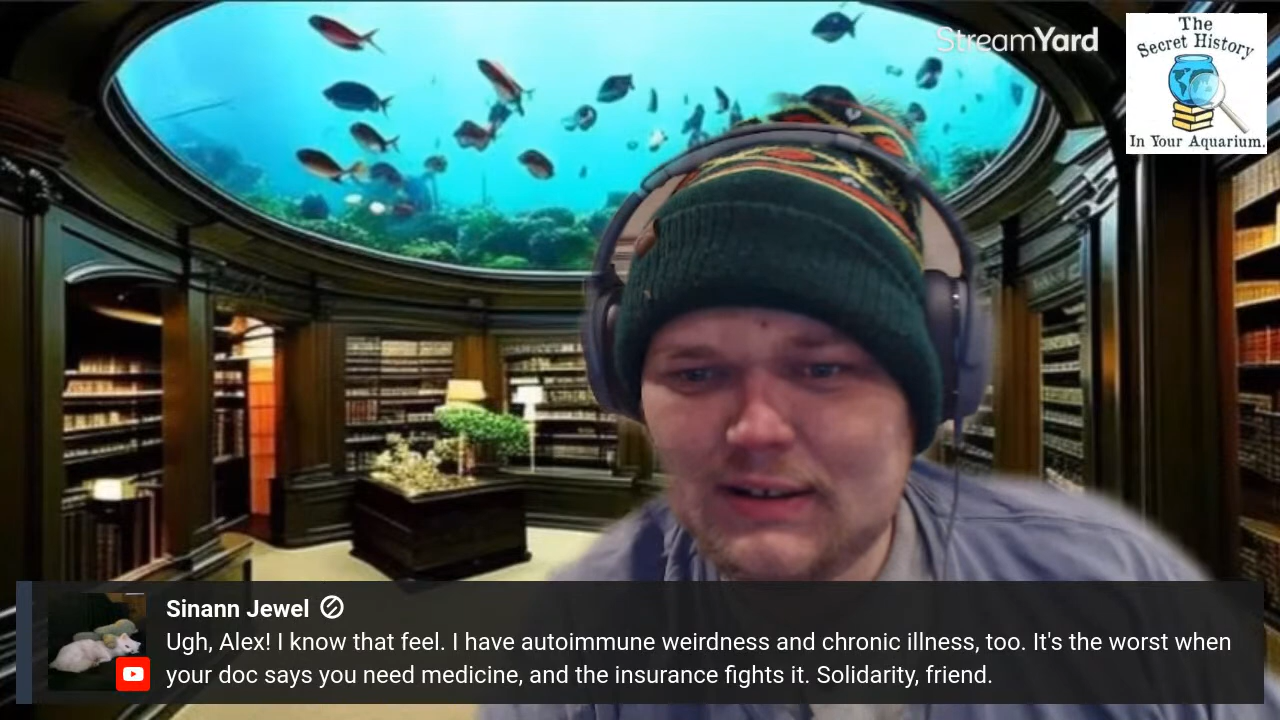 StreamYard
The
Secret History
In Your Aquarium.
Sinann Jewel
Ugh, Alex! I know that feel. I have autoimmune weirdness and chronic illness, too. It's the worst when
your doc says you need medicine, and the insurance fights it. Solidarity, friend.